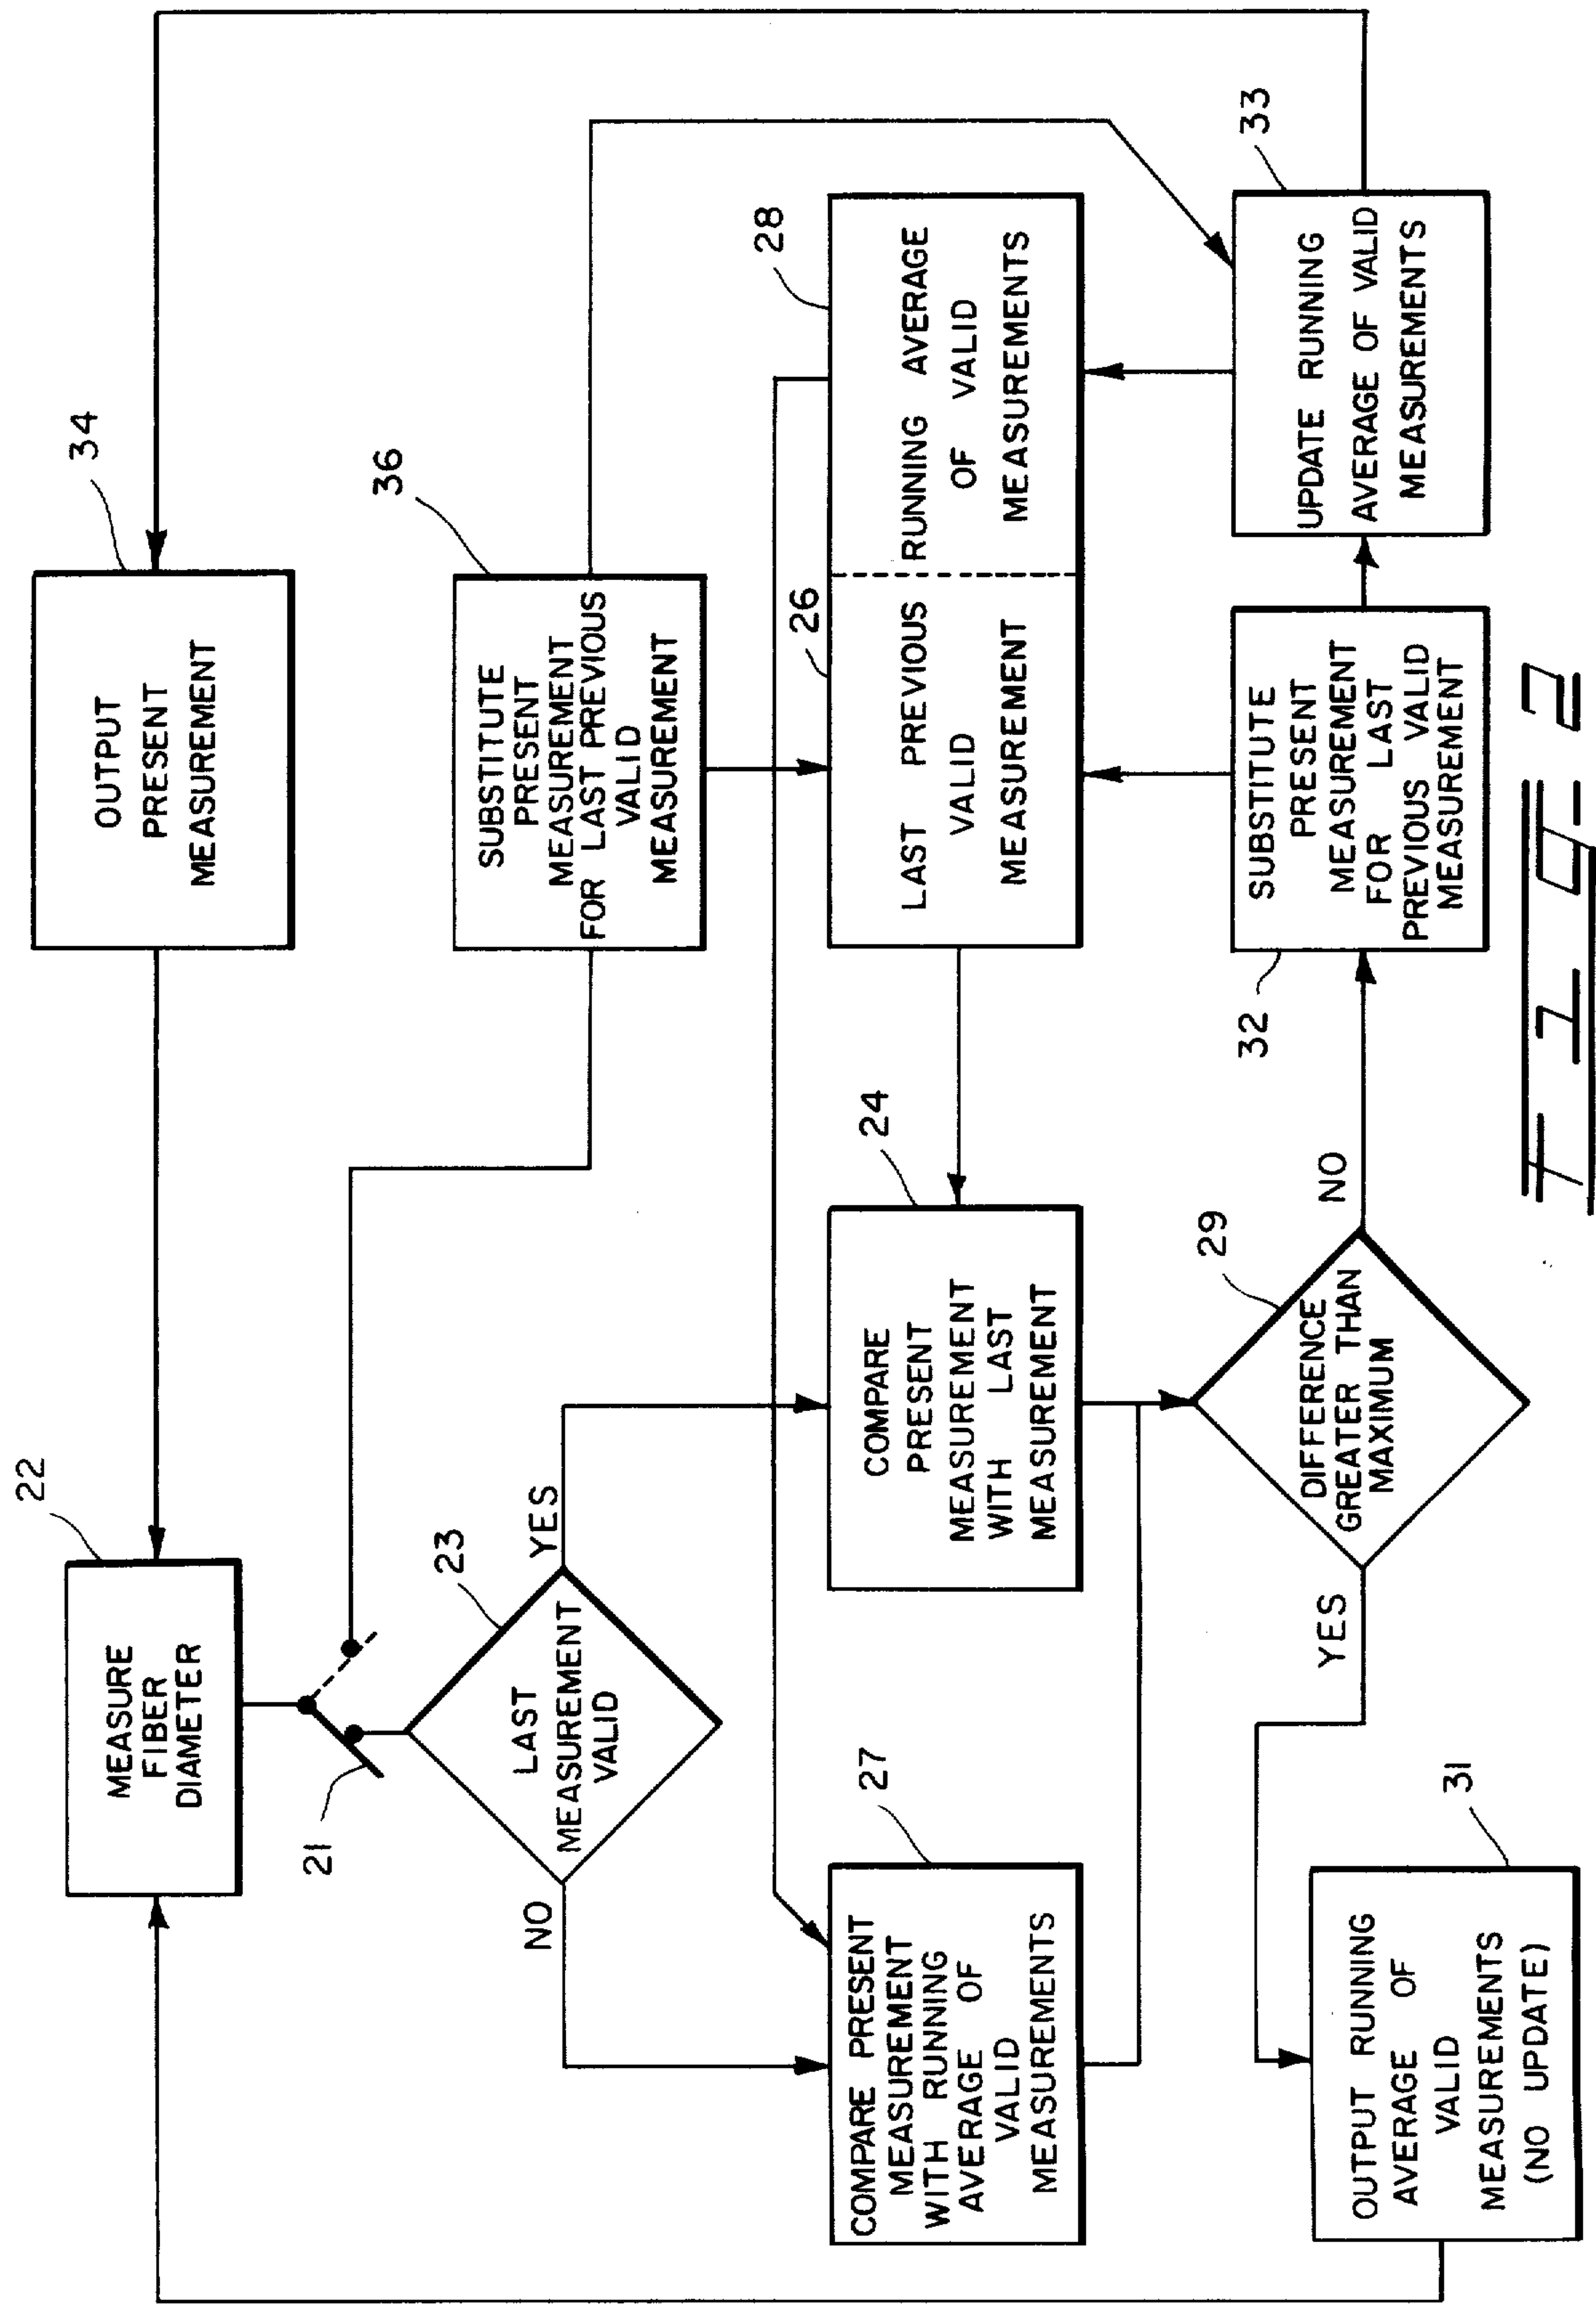 22
MEASURE
FIBER
DIAMETER
34
OUTPUT
PRESENT
MEASUREMENT
21
23
LAST
MEASUREMENT
VALID
NO
YES
36
SUBSTITUTE
PRESENT
MEASUREMENT
FOR LAST PREVIOUS
VALID
MEASUREMENT
27
COMPARE PRESENT
MEASUREMENT
WITH RUNNING
AVERAGE OF
VALID
MEASUREMENTS
24
COMPARE
PRESENT
MEASUREMENT
WITH LAST
MEASUREMENT
26
LAST PREVIOUS
VALID
MEASUREMENT
28
RUNNING AVERAGE
OF VALID
MEASUREMENTS
29
DIFFERENCE
GREATER THAN
MAXIMUM
YES
NO
31
OUTPUT RUNNING
AVERAGE OF
VALID
MEASUREMENTS
(NO UPDATE)
32
SUBSTITUTE
PRESENT
MEASUREMENT
FOR LAST
PREVIOUS VALID
MEASUREMENT
33
UPDATE RUNNING
AVERAGE OF VALID
MEASUREMENTS
FIG-2